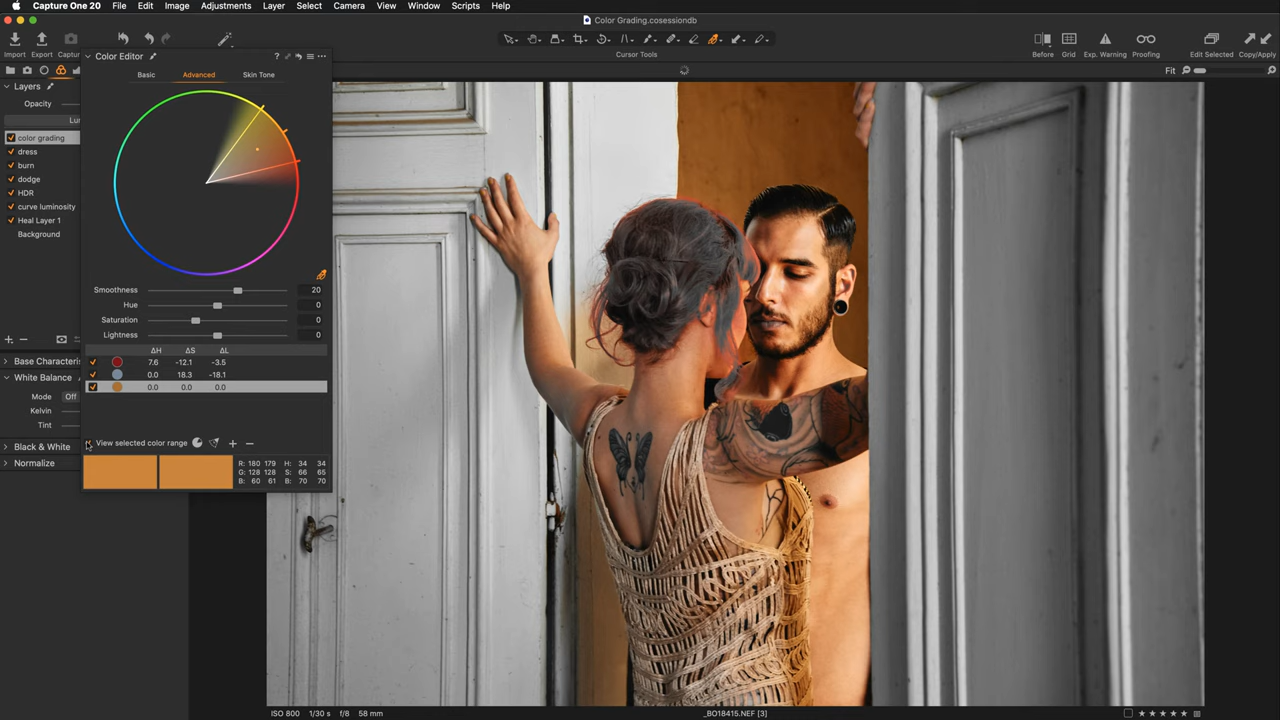 Capture One 20 File Edit Image Adjustments Layer Select Camera View Window Scripts Help
Color Grading.cosessiondb
Import Export Captu Cursor Tools Before Grid Exp. Warning Proofing Edit Selected Copy/Apply
Color Editor ?
Fit
Basic Advanced Skin Tone
Layers
Opacity
Lu
color grading
dress
burn
dodge
HDR
curve luminosity
Heal Layer 1
Background
Smoothness 20
Hue 0
Saturation 0
Lightness 0
ΔH ΔS ΔL
7.6 -12.1 -3.5
0.0 18.3 -18.1
0.0 0.0 0.0
Base Characteris
White Balance
Mode Off
Kelvin
Tint
Black & White
Normalize
View selected color range
R: 180 179 H: 34 34
G: 128 128 S: 66 65
B: 60 61 B: 70 70
ISO 800 1/30 s f/8 58 mm
_BO18415.NEF [3]